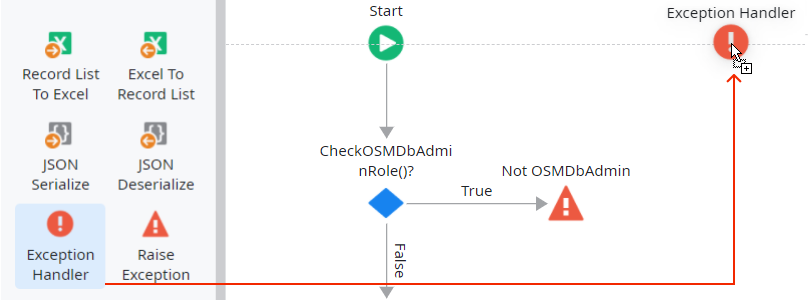 Record List
To Excel
Excel To
Record List
JSON
Serialize
JSON
Deserialize
Exception
Handler
Raise
Exception
Start
Exception Handler
CheckOSMDbAdmi
nRole()?
True
Not OSMDbAdmin
False